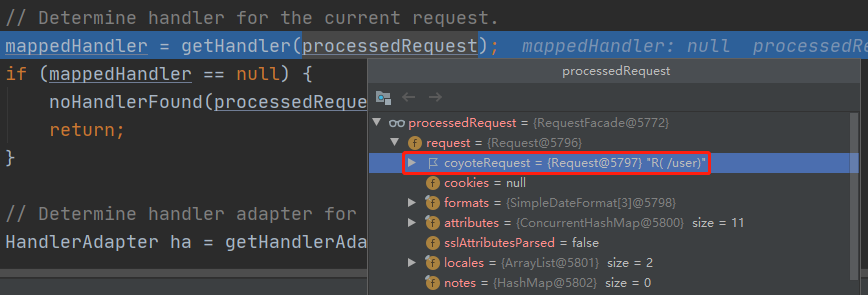 // Determine handler for the current request.
mappedHandler = getHandler(processedRequest); mappedHandler: null processedR
if (mappedHandler == null) {
noHandlerFound(processedReque
return;
}
// Determine handler adapter for
HandlerAdapter ha = getHandlerAda
processedRequest
processedRequest = {RequestFacade@5772}
f request = {Request@5796}
coyoteRequest = {Request@5797} "R( /user)"
f cookies = null
f formats = {SimpleDateFormat[3]@5798}
f attributes = {ConcurrentHashMap@5800} size = 11
f sslAttributesParsed = false
f locales = {ArrayList@5801} size = 2
f notes = {HashMap@5802} size = 0